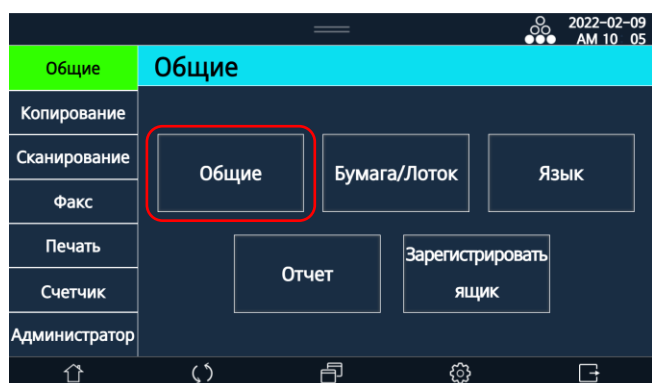 2022-02-09
AM 10 05
Общие
Копирование
Сканирование
Факс
Печать
Счетчик
Администратор
Общие
Общие
Бумага/Лоток
Язык
Отчет
Зарегистрировать
ящик